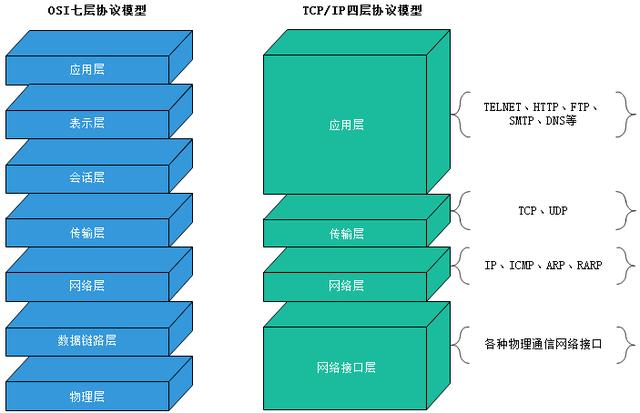 OSI七层协议模型
TCP/IP四层协议模型
应用层
表示层
会话层
传输层
网络层
数据链路层
物理层
应用层
传输层
网络层
网络接口层
TELNET、HTTP、FTP、
SMTP、DNS等
TCP、UDP
IP、ICMP、ARP、RARP
各种物理通信网络接口